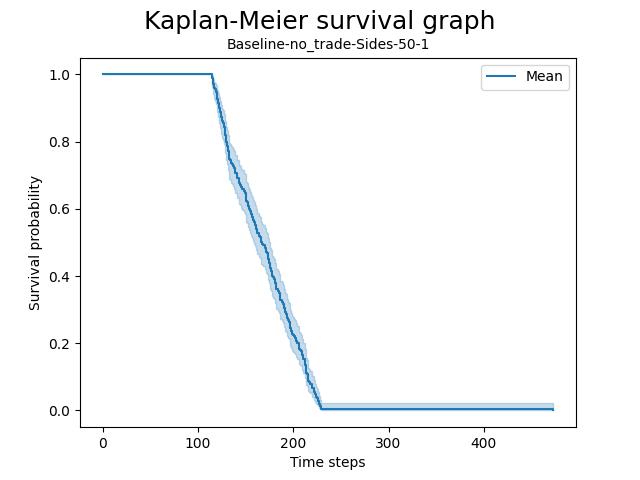 Kaplan-Meier survival graph
Baseline-no_trade-Sides-50-1
Mean
1.0
0.8
0.6
0.4
0.2
0.0
Survival probability
0 100 200 300 400
Time steps